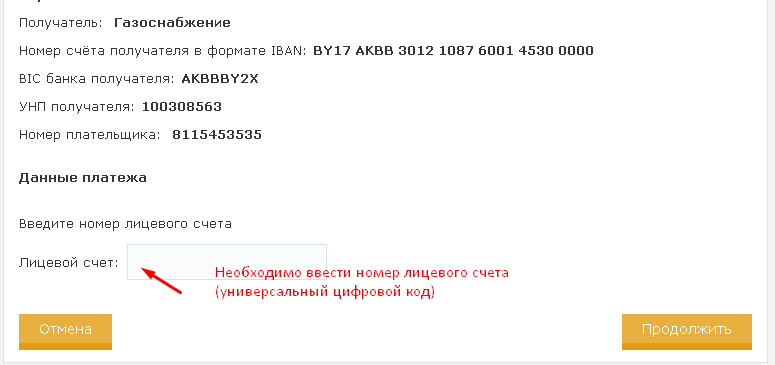 Получатель: Газоснабжение
Номер счёта получателя в формате IBAN: BY17 AKBB 3012 1087 6001 4530 0000
BIC банка получателя: AKBBBY2X
УНП получателя: 100308563
Номер плательщика: 8115453535
Данные платежа
Введите номер лицевого счета
Лицевой счет:
Необходимо ввести номер лицевого счета
(универсальный цифровой код)
Отмена
Продолжить